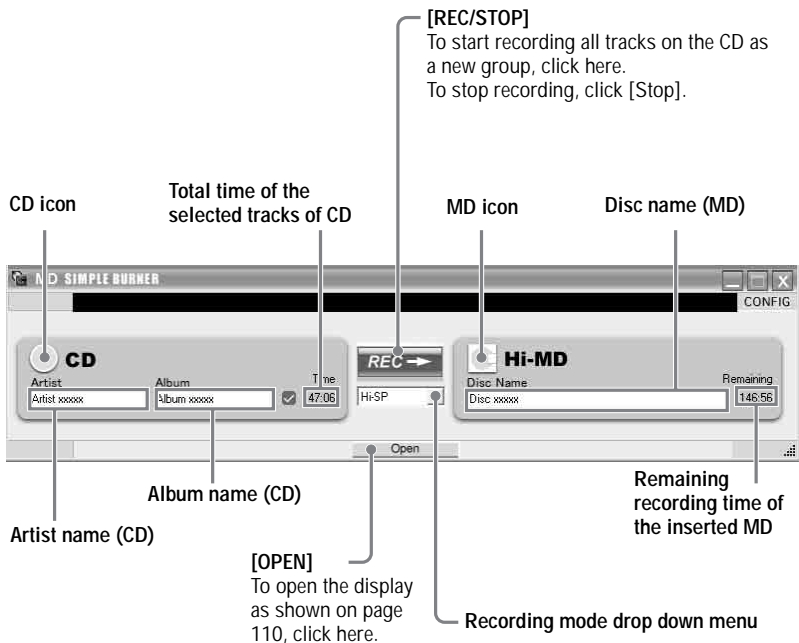 [REC/STOP]
To start recording all tracks on the CD as
a new group, click here.
To stop recording, click [Stop].
CD icon
Total time of the
selected tracks of CD
MD icon
Disc name (MD)
MD SIMPLE BURNER
CONFIG
CD
Artist
Artist xxxxx
Album
Album xxxxx
Time
47:06
REC
Hi-SP
Hi-MD
Disc Name
Disc xxxxx
Remaining
146:56
Open
Album name (CD)
Artist name (CD)
Remaining
recording time of
the inserted MD
[OPEN]
To open the display
as shown on page
110, click here.
Recording mode drop down menu